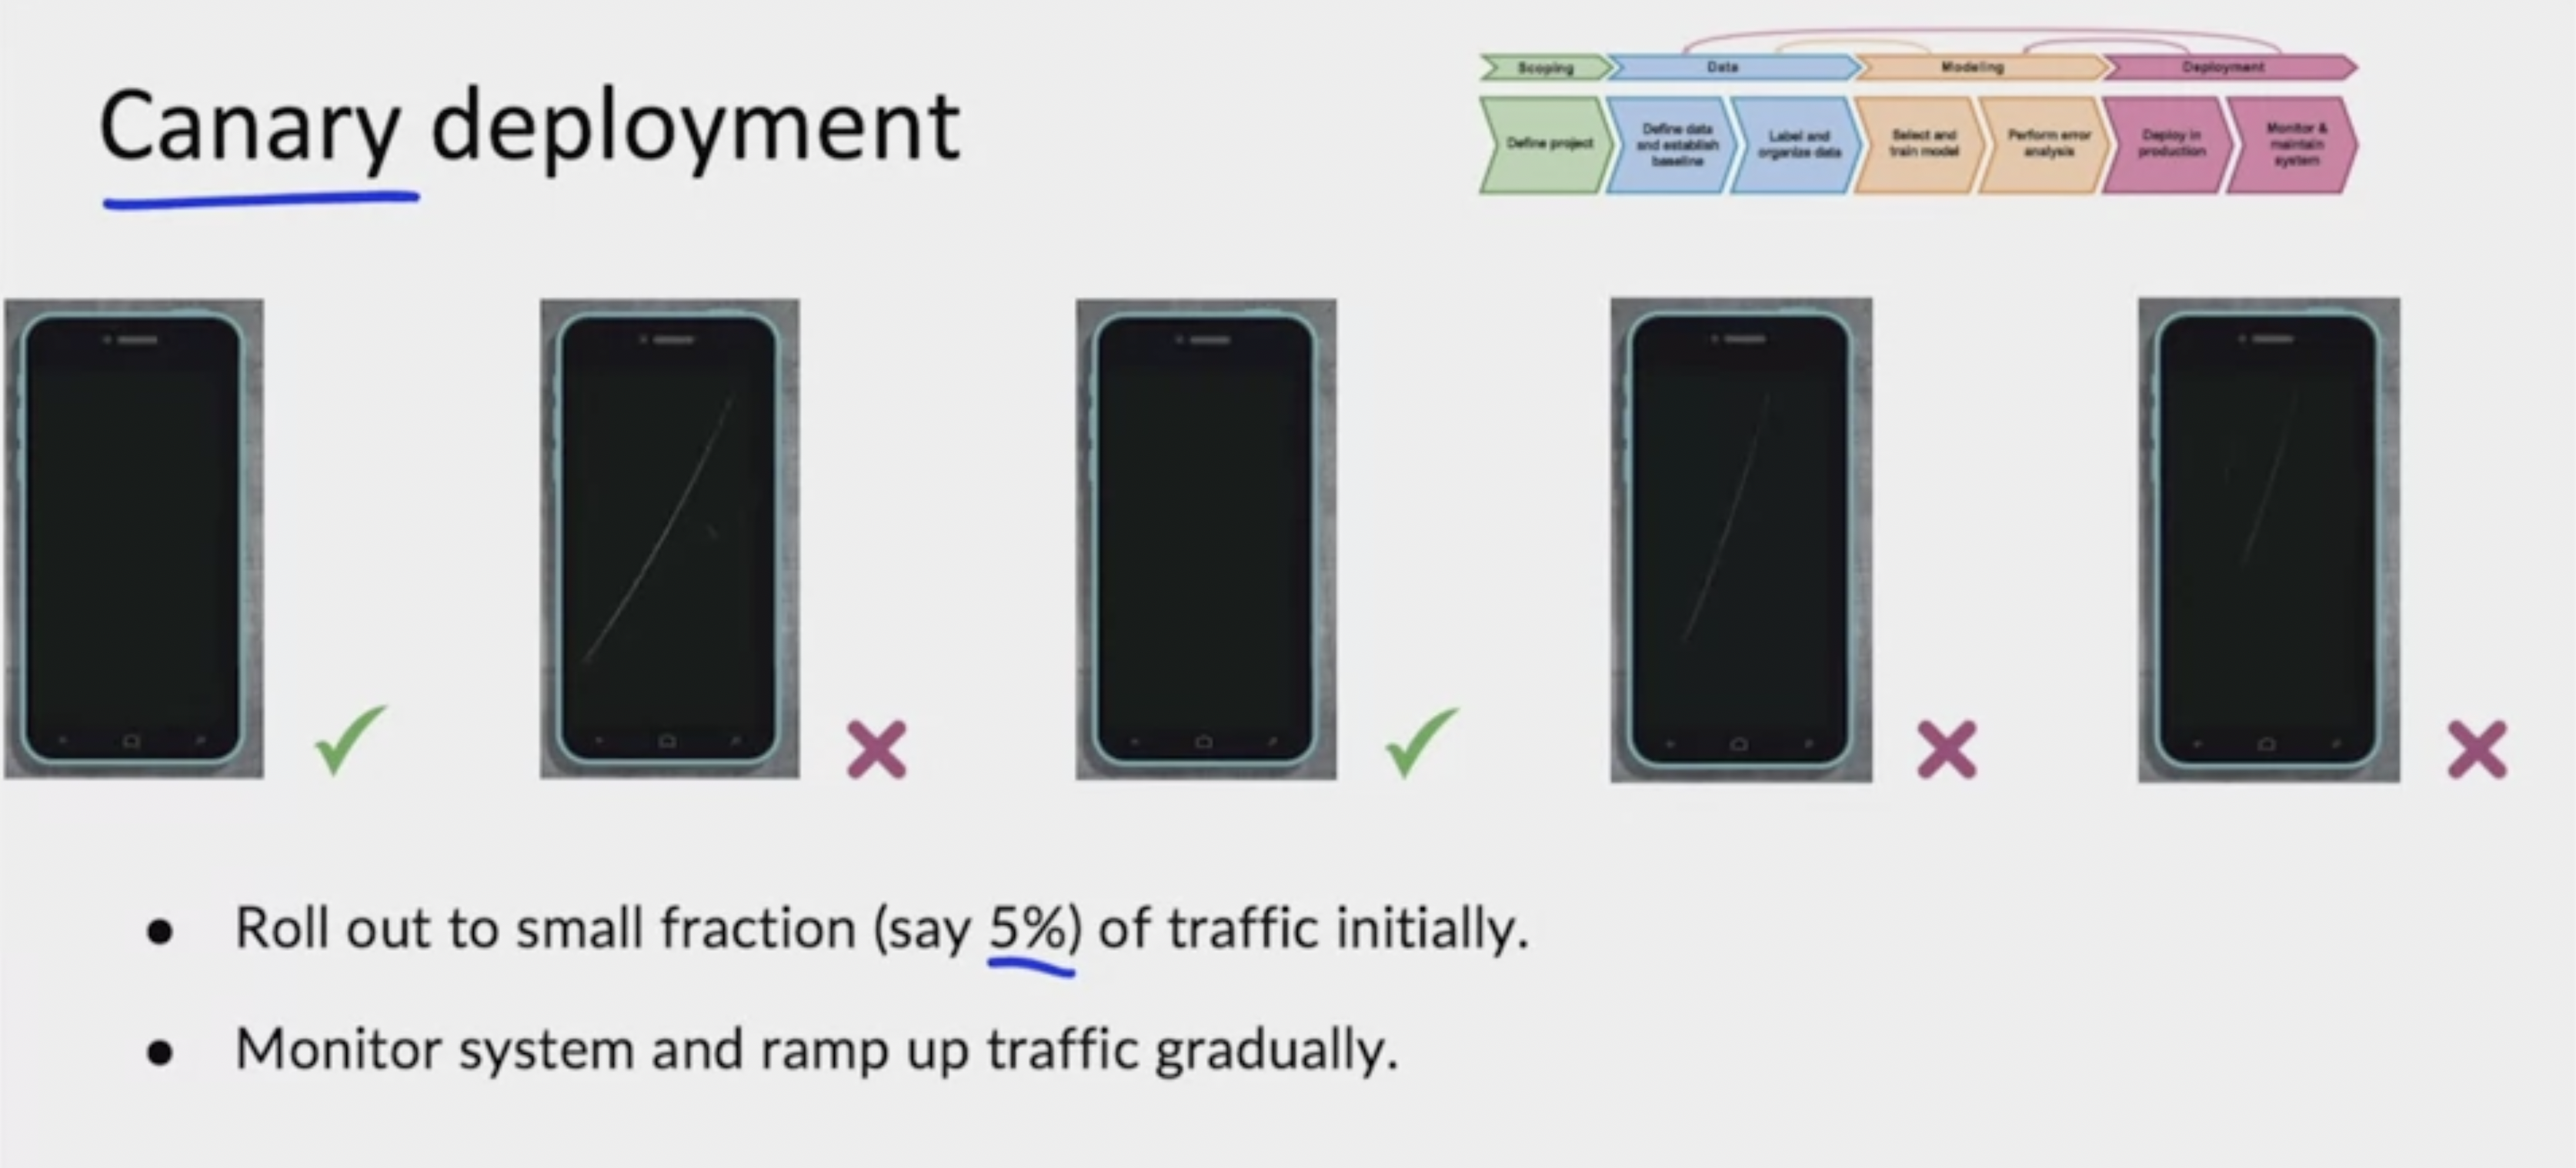 Canary deployment
Scoping
Data
Modeling
Deployment
Define project
Define data
and establish
baseline
Label and
organize data
Select and
train model
Perform error
analysis
Deploy in
production
Monitor &
maintain
system
● Roll out to small fraction (say 5%) of traffic initially.
● Monitor system and ramp up traffic gradually.